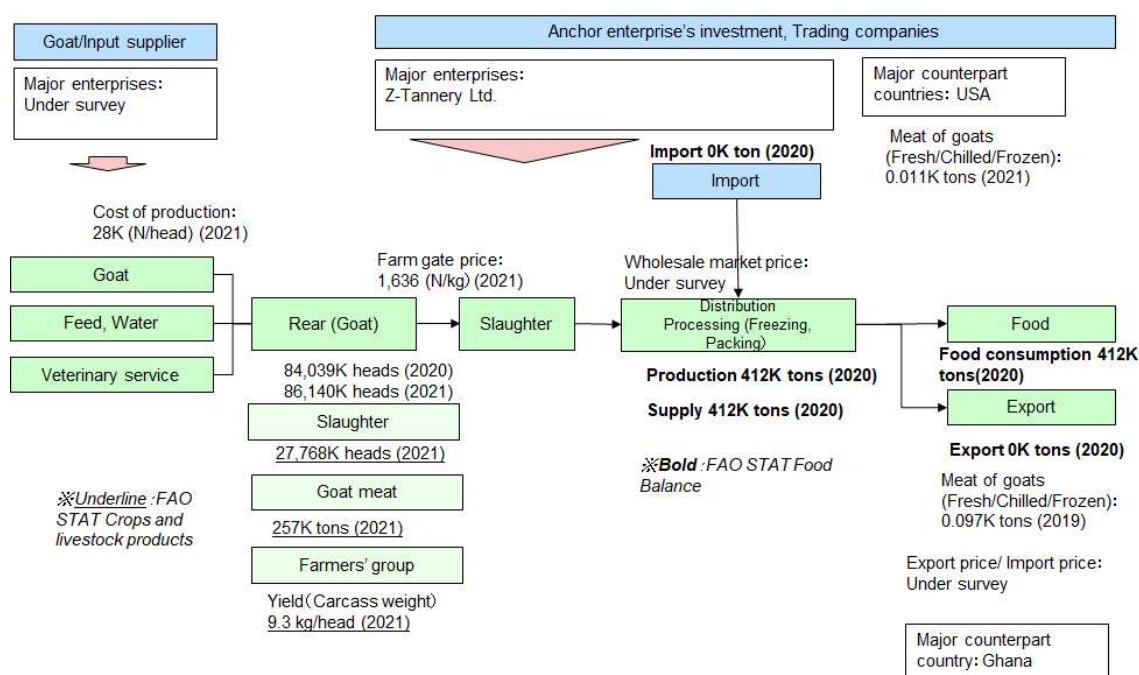 Goat/Input supplier
Major enterprises:
Under survey
Anchor enterprise's investment, Trading companies
Major enterprises:
Z-Tannery Ltd.
Major counterpart
countries: USA
Meat of goats
(Fresh/Chilled/Frozen):
0.011K tons (2021)
Import 0K ton (2020)
Import
Cost of production:
28K (N/head) (2021)
Goat
Feed, Water
Veterinary service
Farm gate price:
1,636 (N/kg) (2021)
Rear (Goat)
Slaughter
Wholesale market price:
Under survey
Distribution
Processing (Freezing,
Packing)
Food
Food consumption 412K
tons(2020)
Export
Export 0K tons (2020)
Meat of goats
(Fresh/Chilled/Frozen):
0.097K tons (2019)
Export price/ Import price:
Under survey
Major counterpart
country: Ghana
84,039K heads (2020)
86,140K heads (2021)
Slaughter
27,768K heads (2021)
Goat meat
257K tons (2021)
Farmers' group
Yield(Carcass weight)
9.3 kg/head (2021)
Production 412K tons (2020)
Supply 412K tons (2020)
※Bold :FAO STAT Food
Balance
※Underline :FAO
STAT Crops and
livestock products